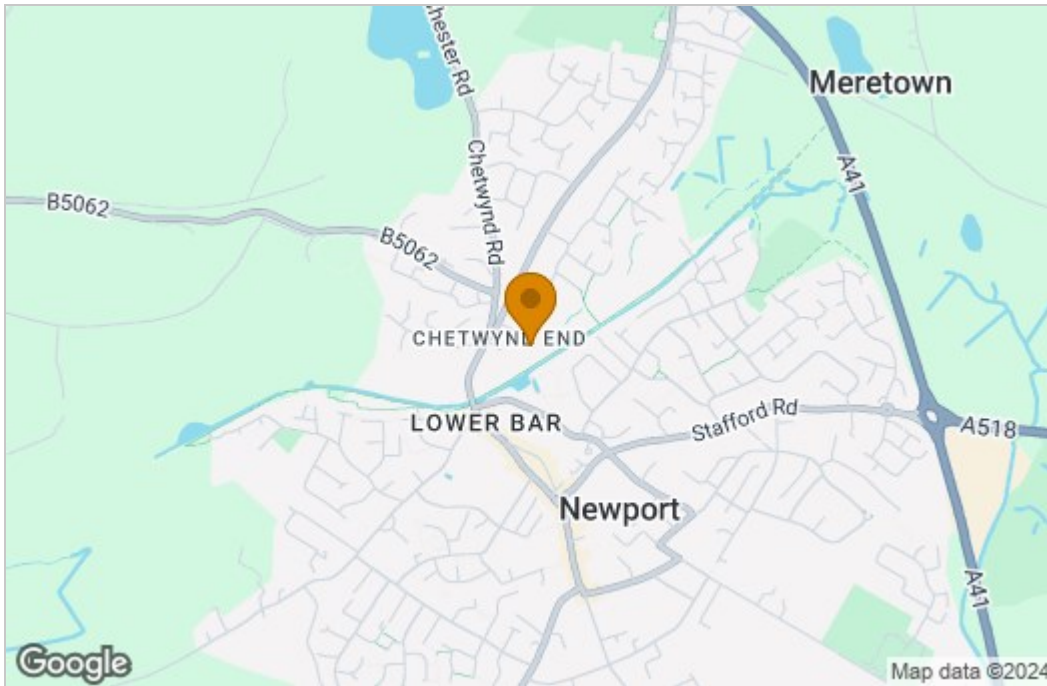 Chester Rd
Meretown
A41
Chetwynd Rd
B5062
B5062
CHETWYND END
LOWER BAR
Stafford Rd
A518
Newport
A41
Google
Map data ©2024